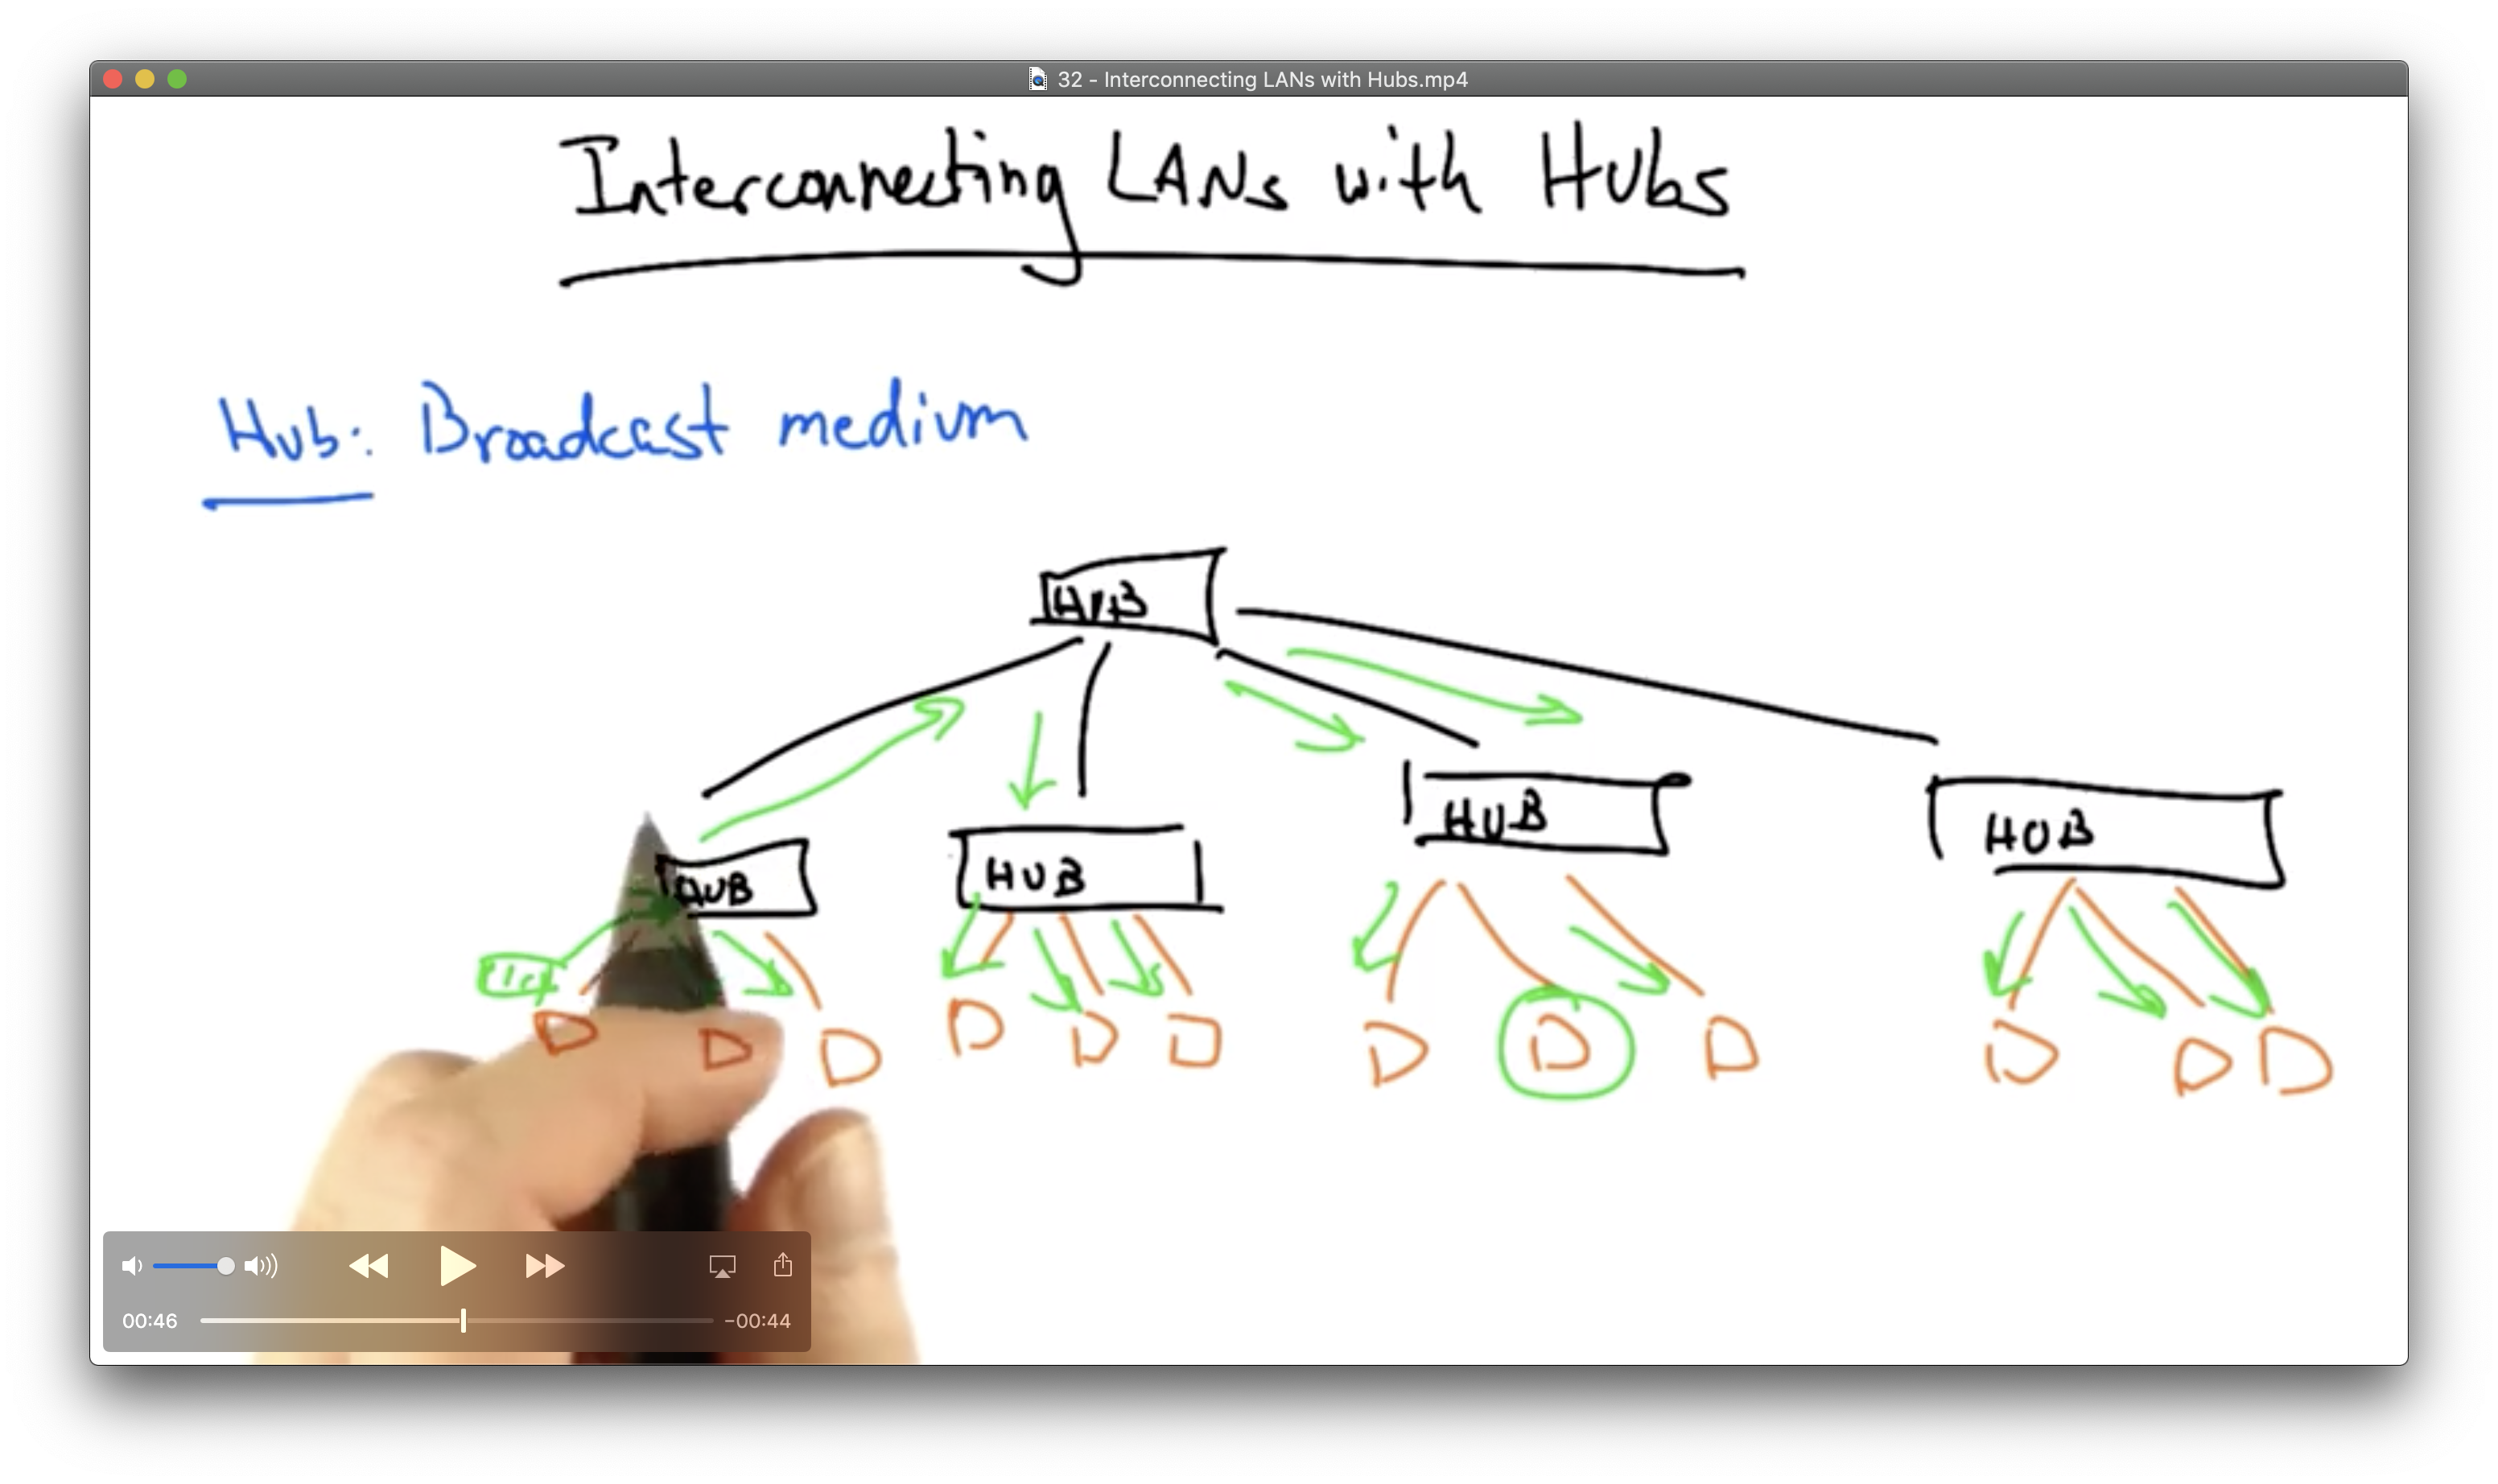 32 - Interconnecting LANs with Hubs.mp4
Interconnecting LANs with HUbs
Hub: Broadcast medium
HUB
HUB HUB HUB HUB
D D D D D D D D D D D D
00:46 -00:44